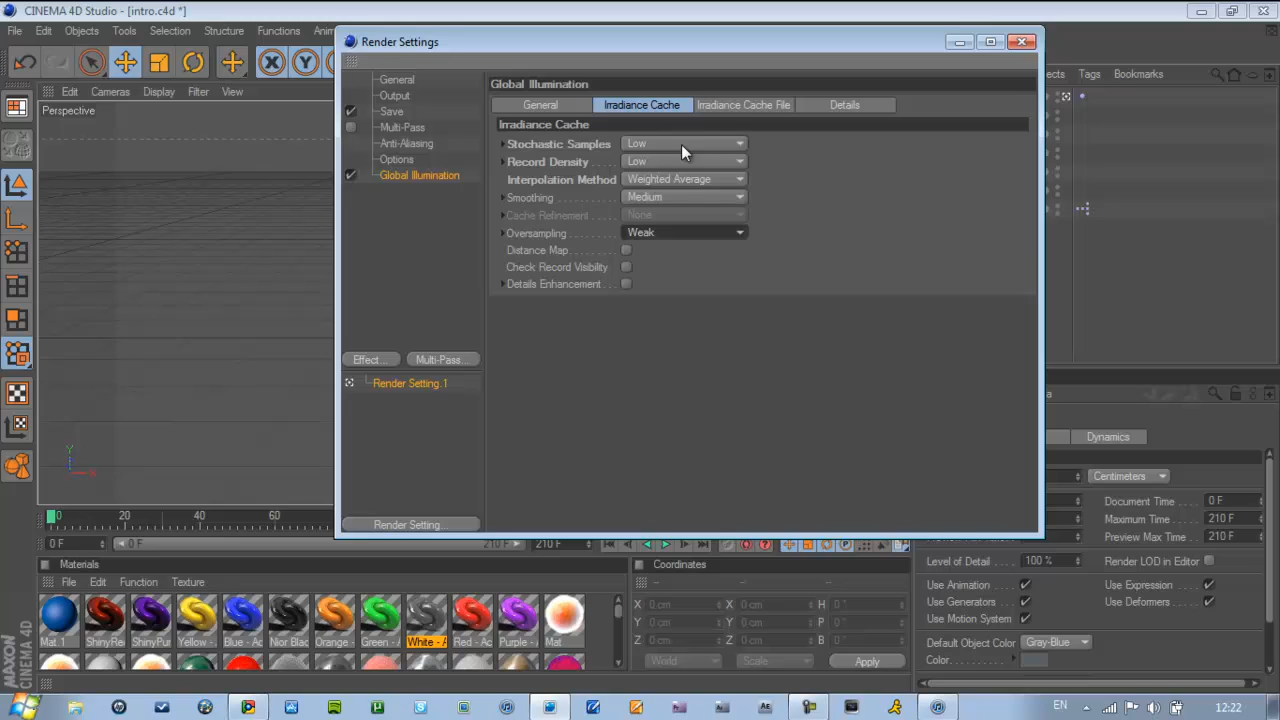 CINEMA 4D Studio - [intro.c4d *]
File Edit Objects Tools Selection Structure Functions
Render Settings
Tags Bookmarks
Edit Cameras Display Filter View
Perspective
General
Output
Save
Multi-Pass
Anti-Aliasing
Options
Global Illumination
Effect... Multi-Pass...
Render Setting.1
Render Setting...
Global Illumination
General Irradiance Cache Irradiance Cache File Details
Irradiance Cache
Stochastic Samples Low
Record Density Low
Interpolation Method Weighted Average
Smoothing Medium
Cache Refinement None
Oversampling Weak
Distance Map
Check Record Visibility
Details Enhancement
Dynamics
Centimeters Document Time 0 F
Maximum Time 210 F
Preview Max Time 210 F
Level of Detail 100 % Render LOD in Editor
Use Animation Use Expression
Use Generators Use Deformers
Use Motion System
Default Object Color Gray-Blue
Color
0 20 40 60
0 F 0 F 210 F 210 F
Materials
File Edit Function Texture
Mat.1 ShinyRe ShinyPur Yellow - Blue - Ac Nior Blac Orange - Green - A White - A Red - Ac Purple - A Mat
Coordinates
-- -- --
X 0 cm X 0 cm H 0 °
Y 0 cm Y 0 cm P 0 °
Z 0 cm Z 0 cm B 0 °
World Scale Apply
MAXON CINEMA 4D
EN 12:22